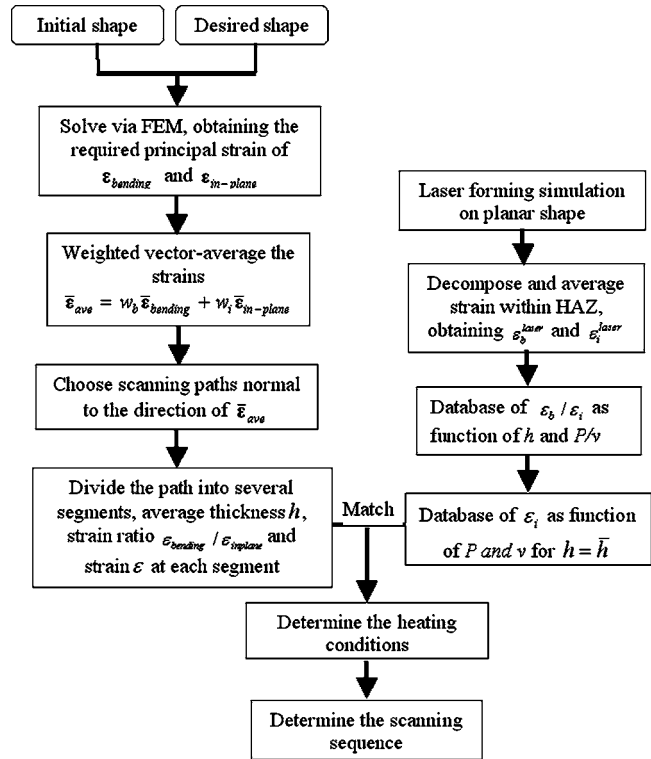 Initial shape
Desired shape
Solve via FEM, obtaining the
required principal strain of
ε_bending and ε_in-plane
Weighted vector-average the
strains
ε̄_ave = w_b ε̄_bending + w_i ε̄_in-plane
Choose scanning paths normal
to the direction of ε̄_ave
Divide the path into several
segments, average thickness h,
strain ratio ε_bending / ε_inplane and
strain ε at each segment
Laser forming simulation
on planar shape
Decompose and average
strain within HAZ,
obtaining ε_b^laser and ε_i^laser
Database of ε_b / ε_i as
function of h and P/v
Match
Database of ε_i as function
of P and v for h = h̄
Determine the heating
conditions
Determine the scanning
sequence